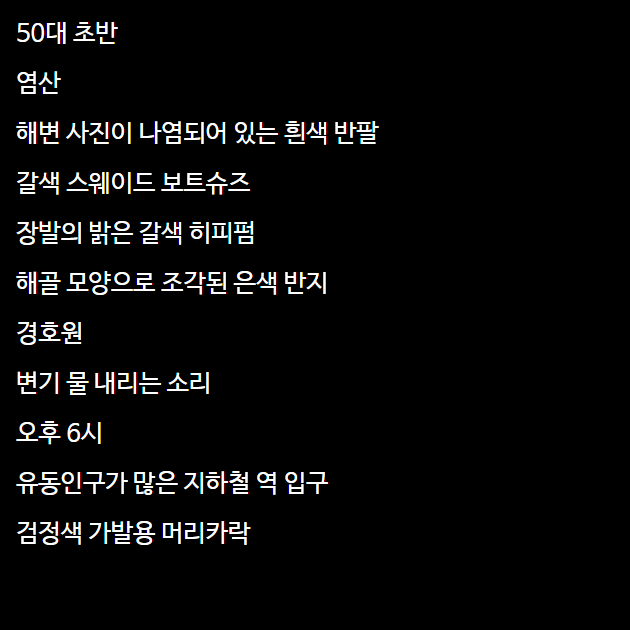 50대 초반
염산
해변 사진이 나염되어 있는 흰색 반팔
갈색 스웨이드 보트슈즈
장발의 밝은 갈색 히피펌
해골 모양으로 조각된 은색 반지
경호원
변기 물 내리는 소리
오후 6시
유동인구가 많은 지하철 역 입구
검정색 가발용 머리카락